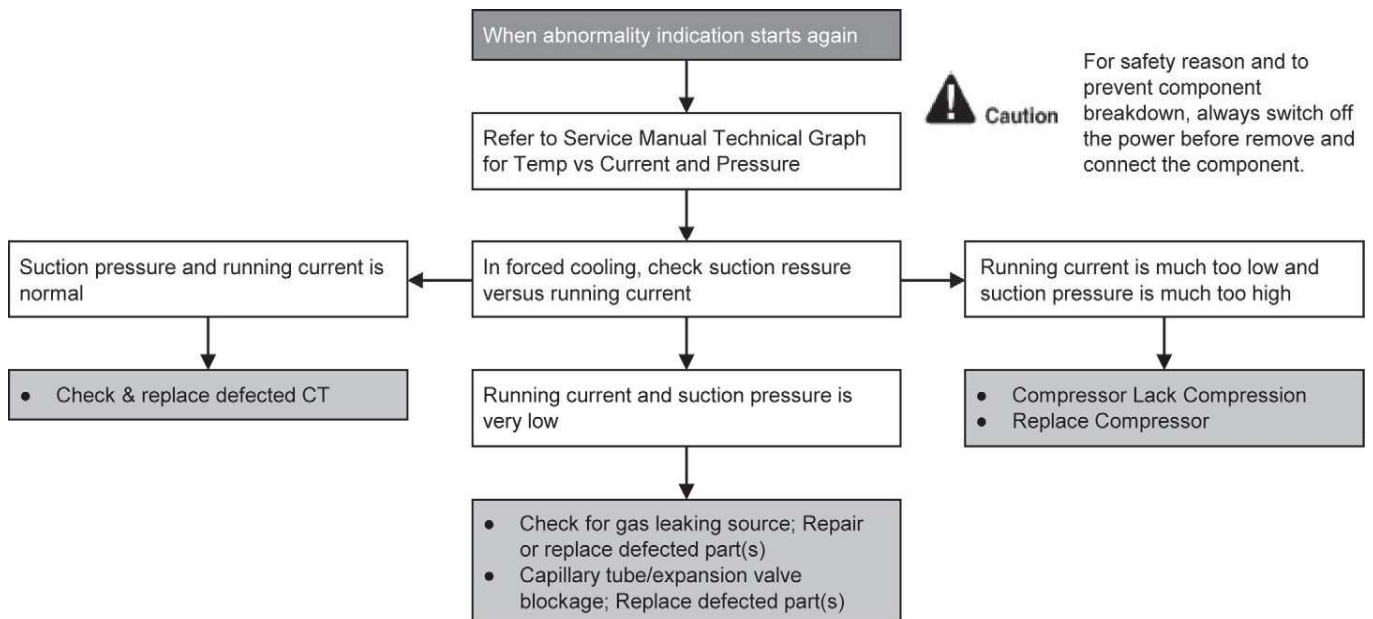 When abnormality indication starts again
Caution
For safety reason and to
prevent component
breakdown, always switch off
the power before remove and
connect the component.
Refer to Service Manual Technical Graph
for Temp vs Current and Pressure
Suction pressure and running current is
normal
In forced cooling, check suction ressure
versus running current
Running current is much too low and
suction pressure is much too high
● Check & replace defected CT
Running current and suction pressure is
very low
● Compressor Lack Compression
● Replace Compressor
● Check for gas leaking source; Repair
or replace defected part(s)
● Capillary tube/expansion valve
blockage; Replace defected part(s)